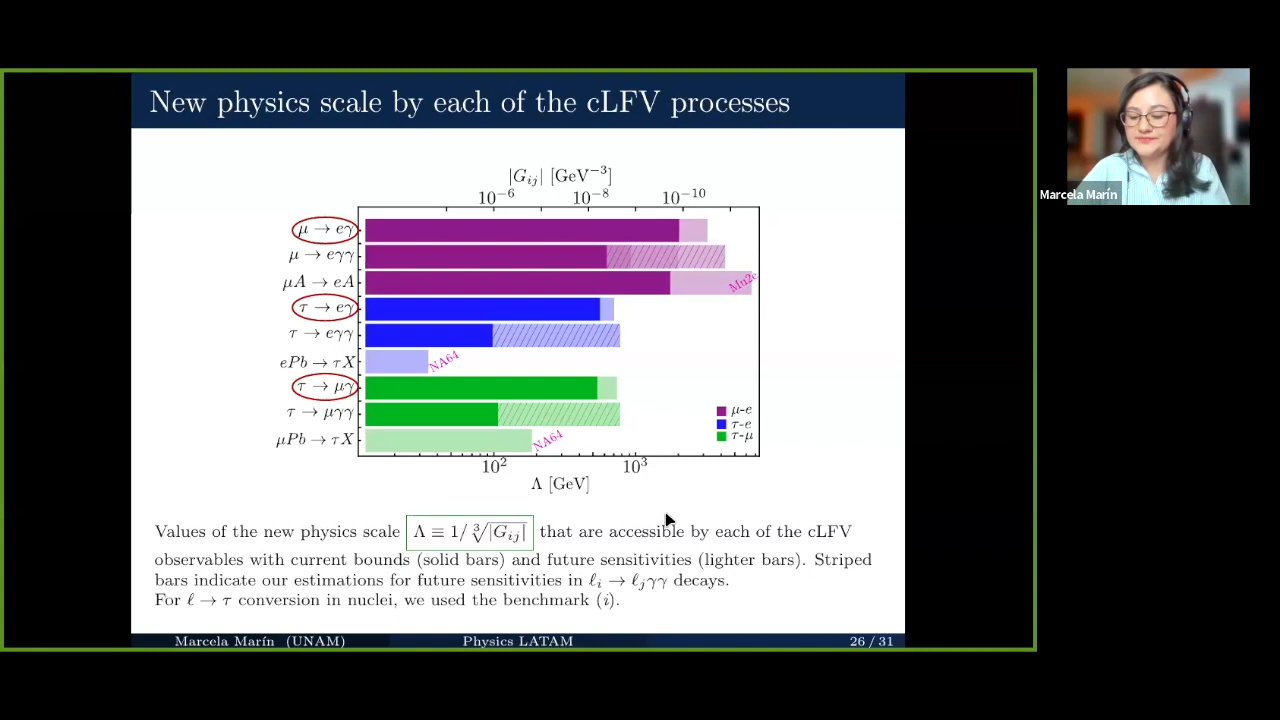 New physics scale by each of the cLFV processes
Marcela Marín
|G_ij| [GeV⁻³]
10⁻⁶ 10⁻⁸ 10⁻¹⁰
μ → eγ
μ → eγγ
μA → eA
Mu2e
τ → eγ
τ → eγγ
ePb → τX
NA64
τ → μγ
τ → μγγ
μPb → τX
NA64
μ-e
τ-e
τ-μ
10² 10³
Λ [GeV]
Values of the new physics scale Λ ≡ 1/ ∛|G_ij| that are accessible by each of the cLFV
observables with current bounds (solid bars) and future sensitivities (lighter bars). Striped
bars indicate our estimations for future sensitivities in ℓ_i → ℓ_jγγ decays.
For ℓ → τ conversion in nuclei, we used the benchmark (i).
Marcela Marín (UNAM) Physics LATAM 26 / 31